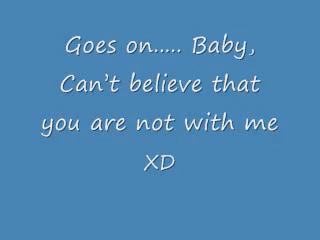 Goes on..... Baby,
Can't believe that
you are not with me
XD